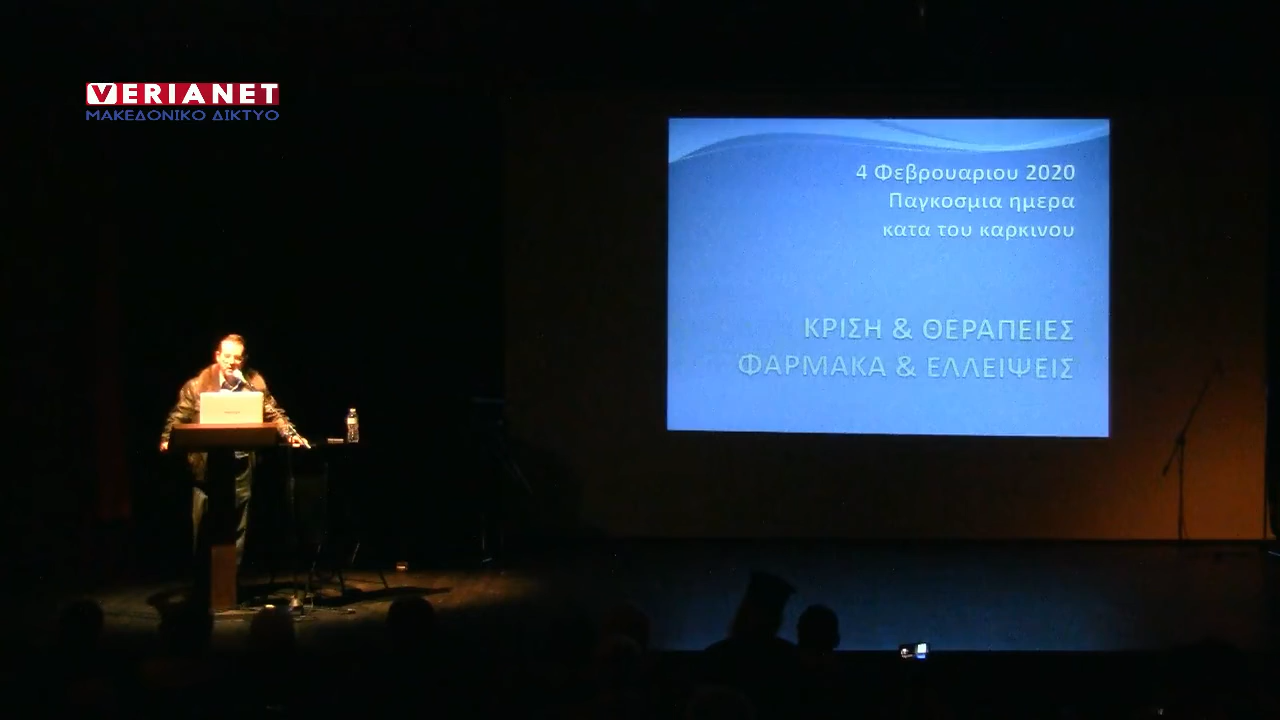 VERIANET
ΜΑΚΕΔΟΝΙΚΟ ΔΙΚΤΥΟ
4 Φεβρουαριου 2020
Παγκοσμια ημερα
κατα του καρκινου
ΚΡΙΣΗ & ΘΕΡΑΠΕΙΕΣ
ΦΑΡΜΑΚΑ & ΕΛΛΕΙΨΕΙΣ